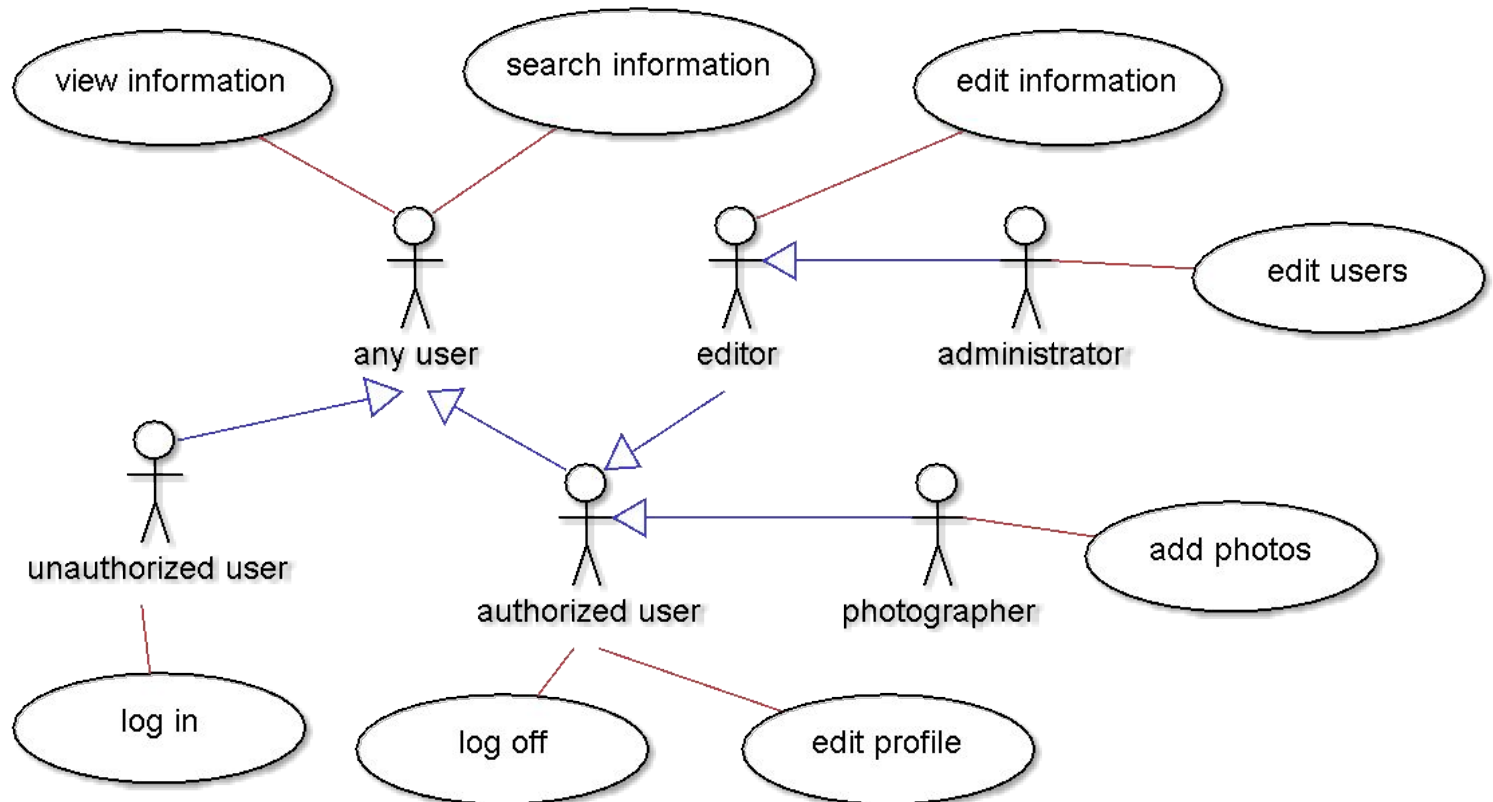 view information
search information
edit information
edit users
any user
editor
administrator
unauthorized user
authorized user
photographer
add photos
log in
log off
edit profile